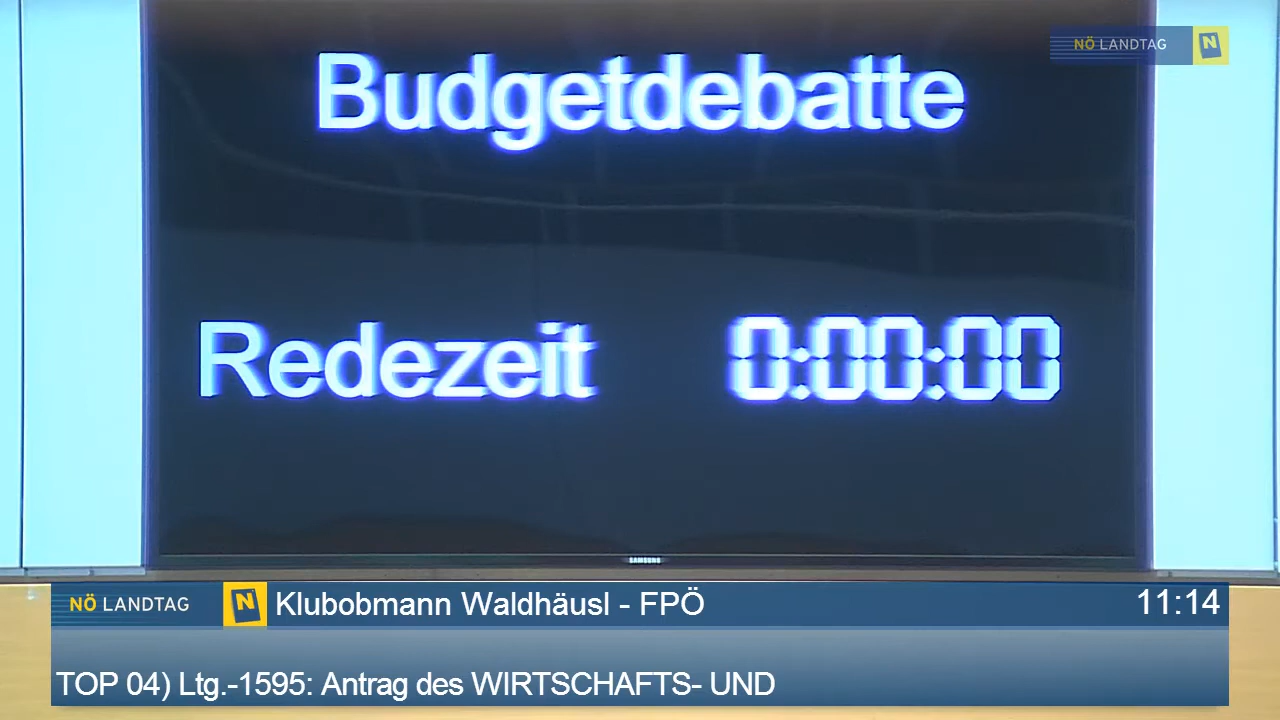 NÖ LANDTAG N
Budgetdebatte
Redezeit 0:00:00
SAMSUNG
NÖ LANDTAG N Klubobmann Waldhäusl - FPÖ 11:14
TOP 04) Ltg.-1595: Antrag des WIRTSCHAFTS- UND